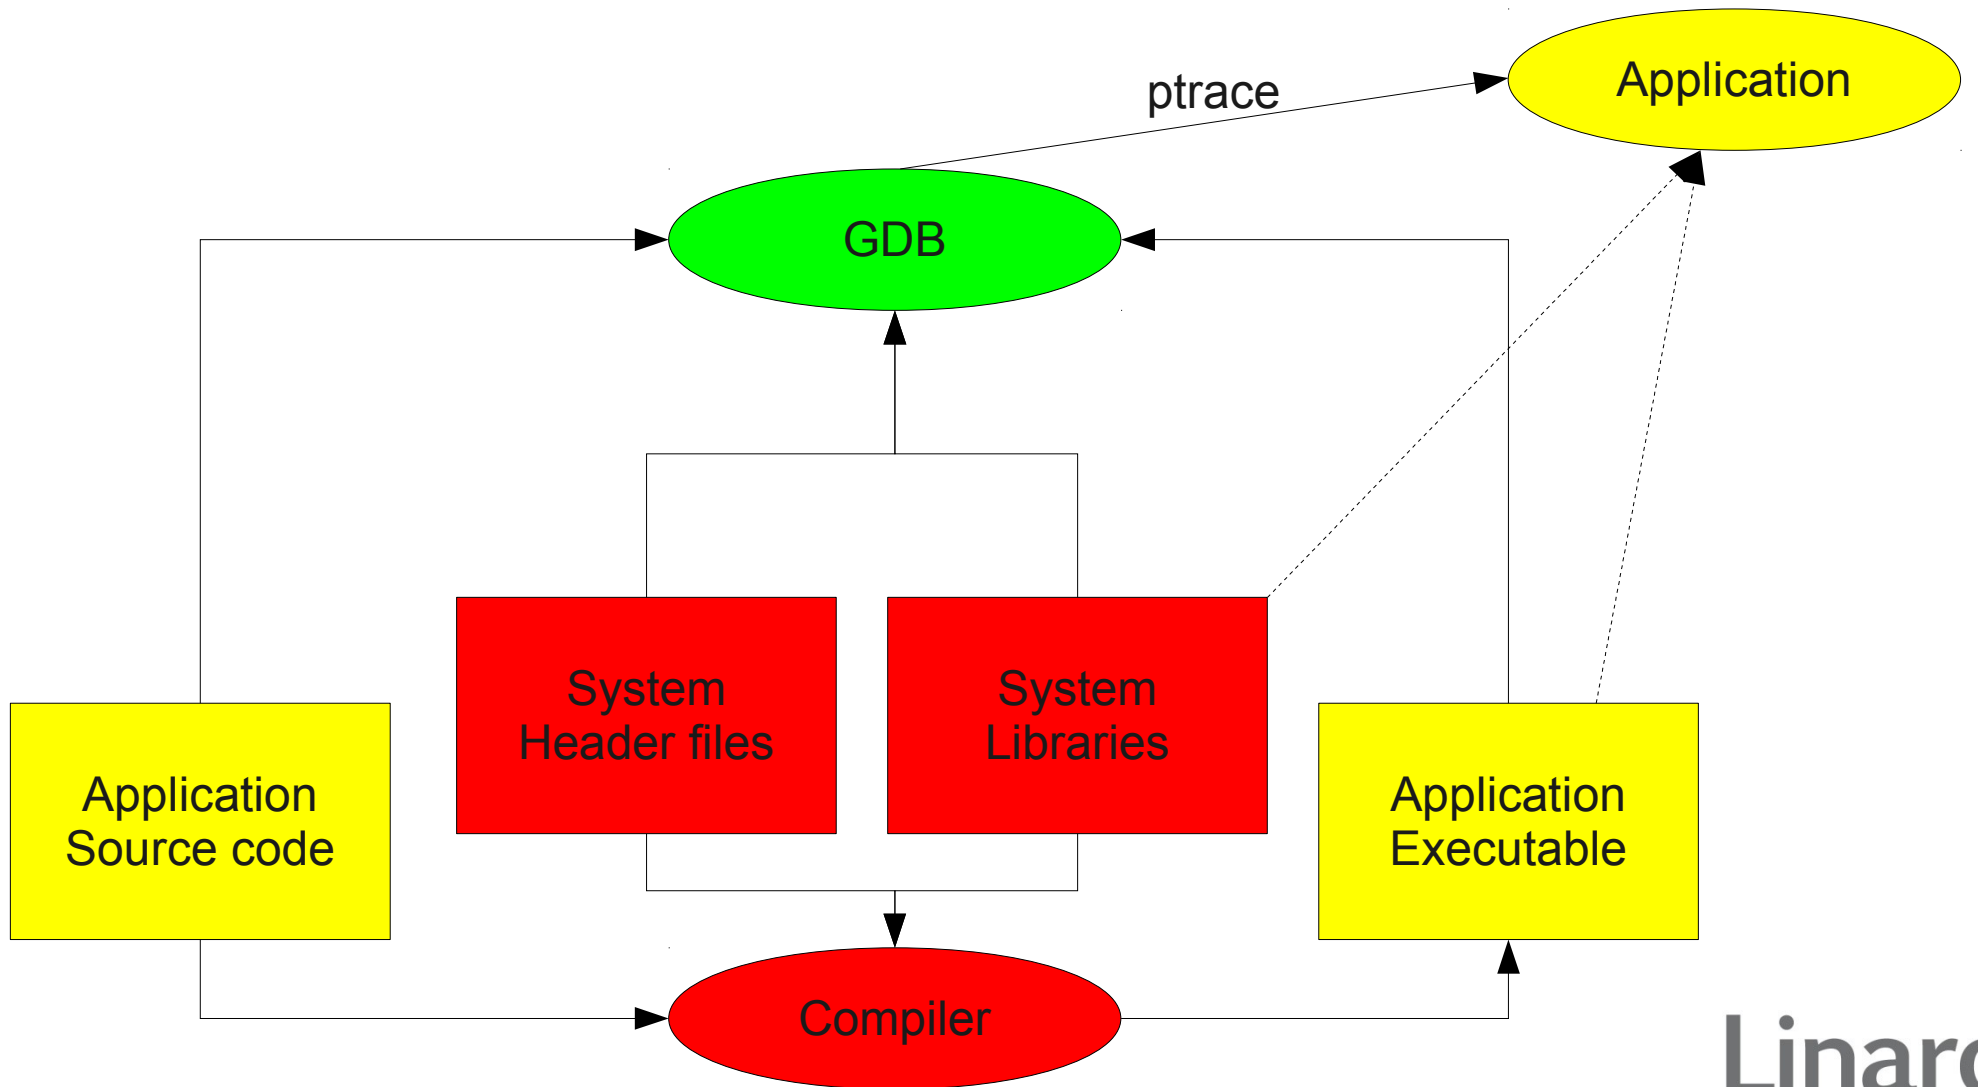 Application
ptrace
GDB
System
Header files
System
Libraries
Application
Source code
Application
Executable
Compiler